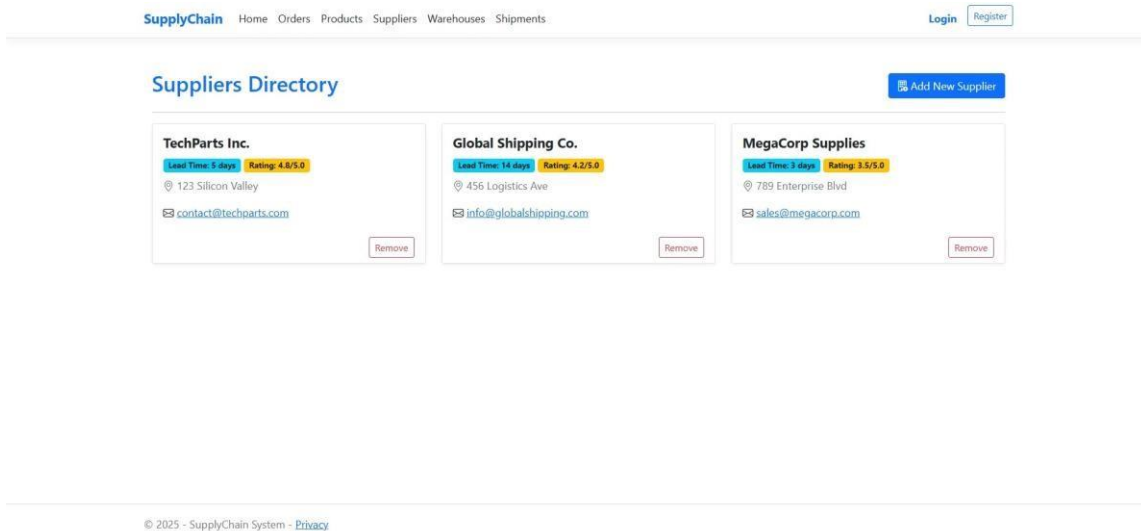 SupplyChain Home Orders Products Suppliers Warehouses Shipments Login Register
Suppliers Directory
Add New Supplier
TechParts Inc.
Lead Time: 5 days Rating: 4.8/5.0
123 Silicon Valley
contact@techparts.com
Remove
Global Shipping Co.
Lead Time: 14 days Rating: 4.2/5.0
456 Logistics Ave
info@globalshipping.com
Remove
MegaCorp Supplies
Lead Time: 3 days Rating: 3.5/5.0
789 Enterprise Blvd
sales@megacorp.com
Remove
© 2025 - SupplyChain System - Privacy